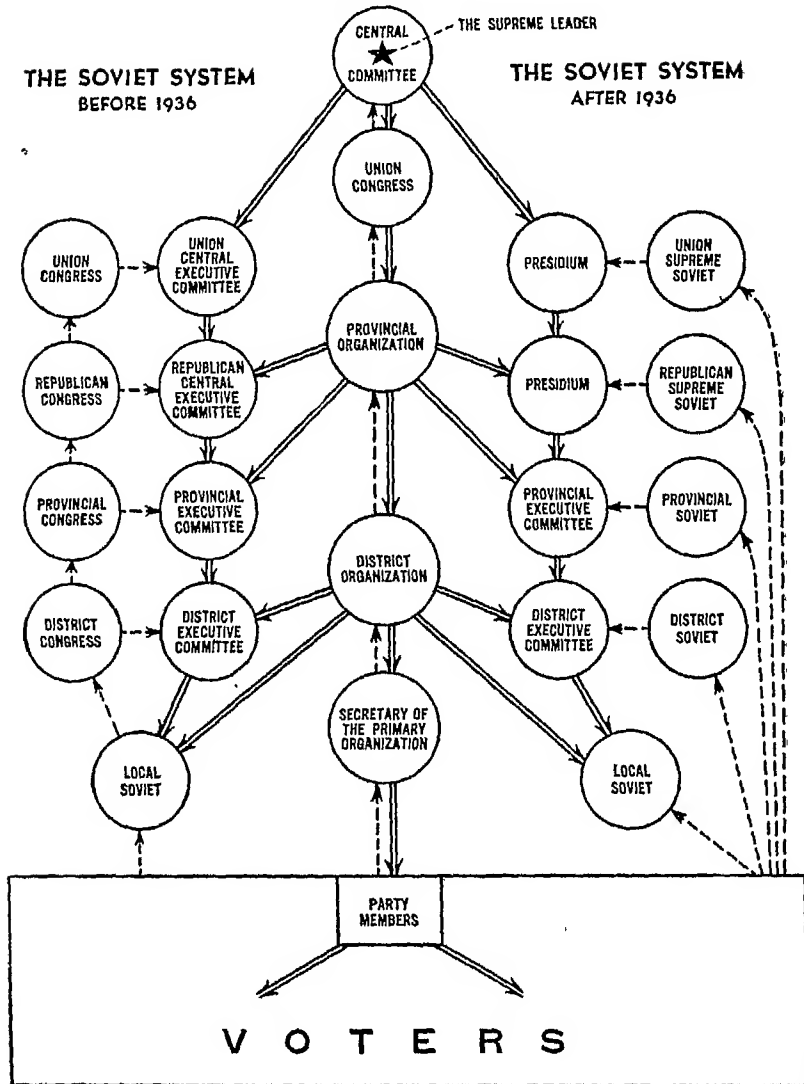 CENTRAL
COMMITTEE
THE SUPREME LEADER
THE SOVIET SYSTEM
BEFORE 1936
THE SOVIET SYSTEM
AFTER 1936
UNION
CONGRESS
UNION
CONGRESS
UNION
CENTRAL
EXECUTIVE
COMMITTEE
PRESIDIUM
UNION
SUPREME
SOVIET
PROVINCIAL
ORGANIZATION
REPUBLICAN
CONGRESS
REPUBLICAN
CENTRAL
EXECUTIVE
COMMITTEE
PRESIDIUM
REPUBLICAN
SUPREME
SOVIET
PROVINCIAL
CONGRESS
PROVINCIAL
EXECUTIVE
COMMITTEE
PROVINCIAL
EXECUTIVE
COMMITTEE
PROVINCIAL
SOVIET
DISTRICT
ORGANIZATION
DISTRICT
CONGRESS
DISTRICT
EXECUTIVE
COMMITTEE
DISTRICT
EXECUTIVE
COMMITTEE
DISTRICT
SOVIET
SECRETARY OF
THE PRIMARY
ORGANIZATION
LOCAL
SOVIET
LOCAL
SOVIET
PARTY
MEMBERS
VOTERS